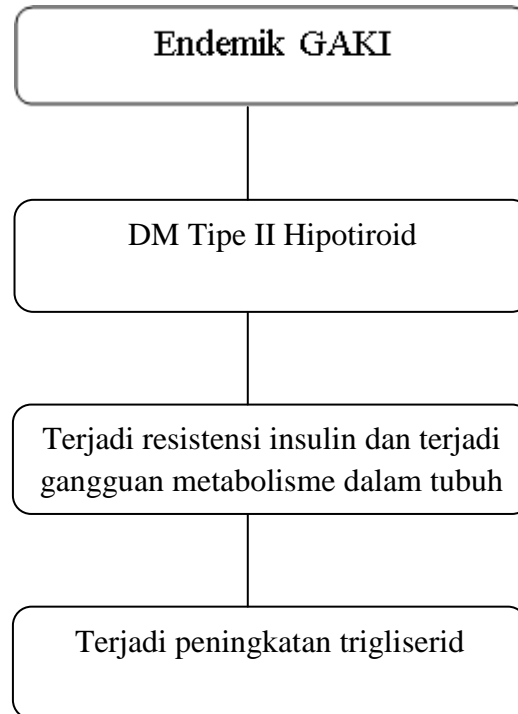 Endemik GAKI
DM Tipe II Hipotiroid
Terjadi resistensi insulin dan terjadi
gangguan metabolisme dalam tubuh
Terjadi peningkatan trigliserid